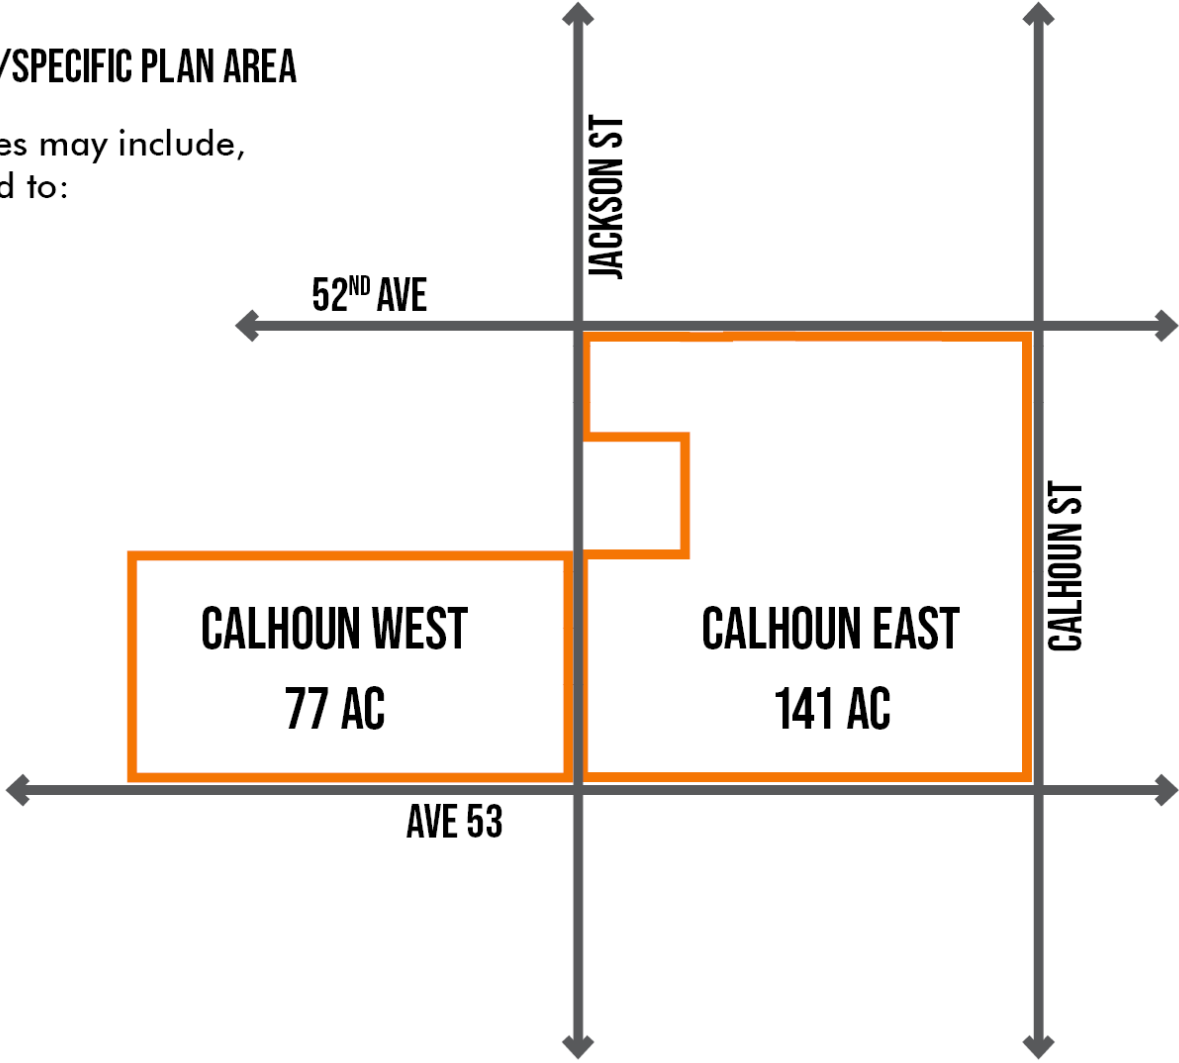 /SPECIFIC PLAN AREA
es may include,
d to:
JACKSON ST
52ND AVE
CALHOUN ST
CALHOUN WEST
77 AC
CALHOUN EAST
141 AC
AVE 53